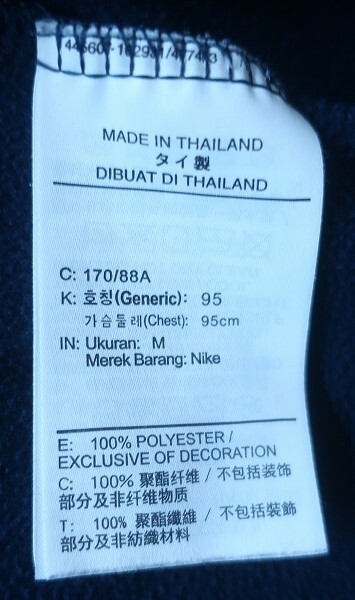 MADE IN THAILAND
タイ製
DIBUAT DI THAILAND
C: 170/88A
K: 호칭(Generic): 95
가슴둘레(Chest): 95cm
IN: Ukuran: M
Merek Barang: Nike
E: 100% POLYESTER /
EXCLUSIVE OF DECORATION
C: 100% 聚酯纤维 / 不包括装饰
部分及非纤维物质
T: 100% 聚酯纖維 / 不包括裝飾
部分及非紡織材料